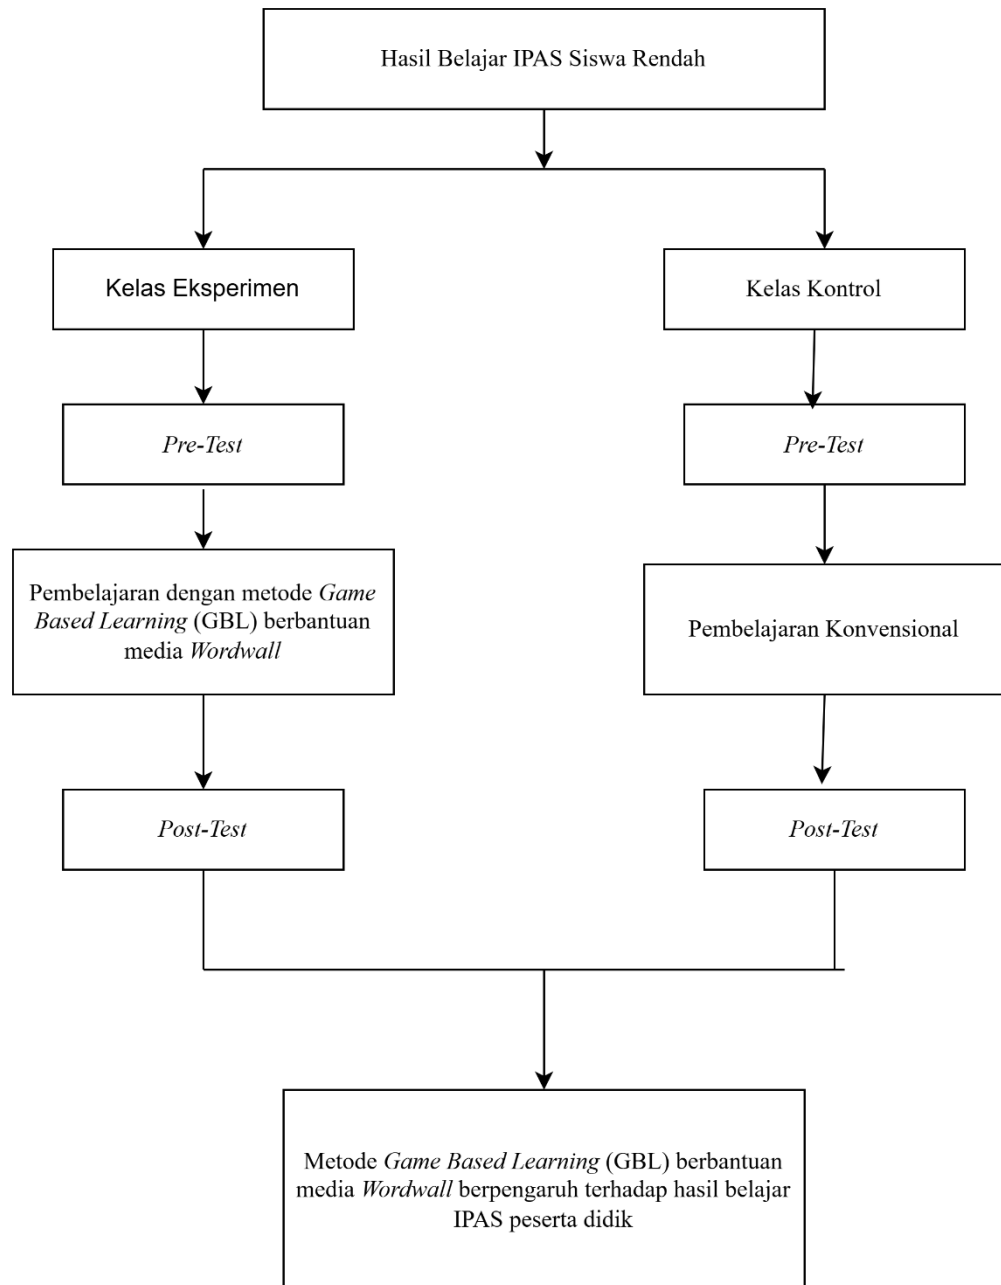 Hasil Belajar IPAS Siswa Rendah
Kelas Eksperimen
Kelas Kontrol
Pre-Test
Pre-Test
Pembelajaran dengan metode Game
Based Learning (GBL) berbantuan
media Wordwall
Pembelajaran Konvensional
Post-Test
Post-Test
Metode Game Based Learning (GBL) berbantuan
media Wordwall berpengaruh terhadap hasil belajar
IPAS peserta didik